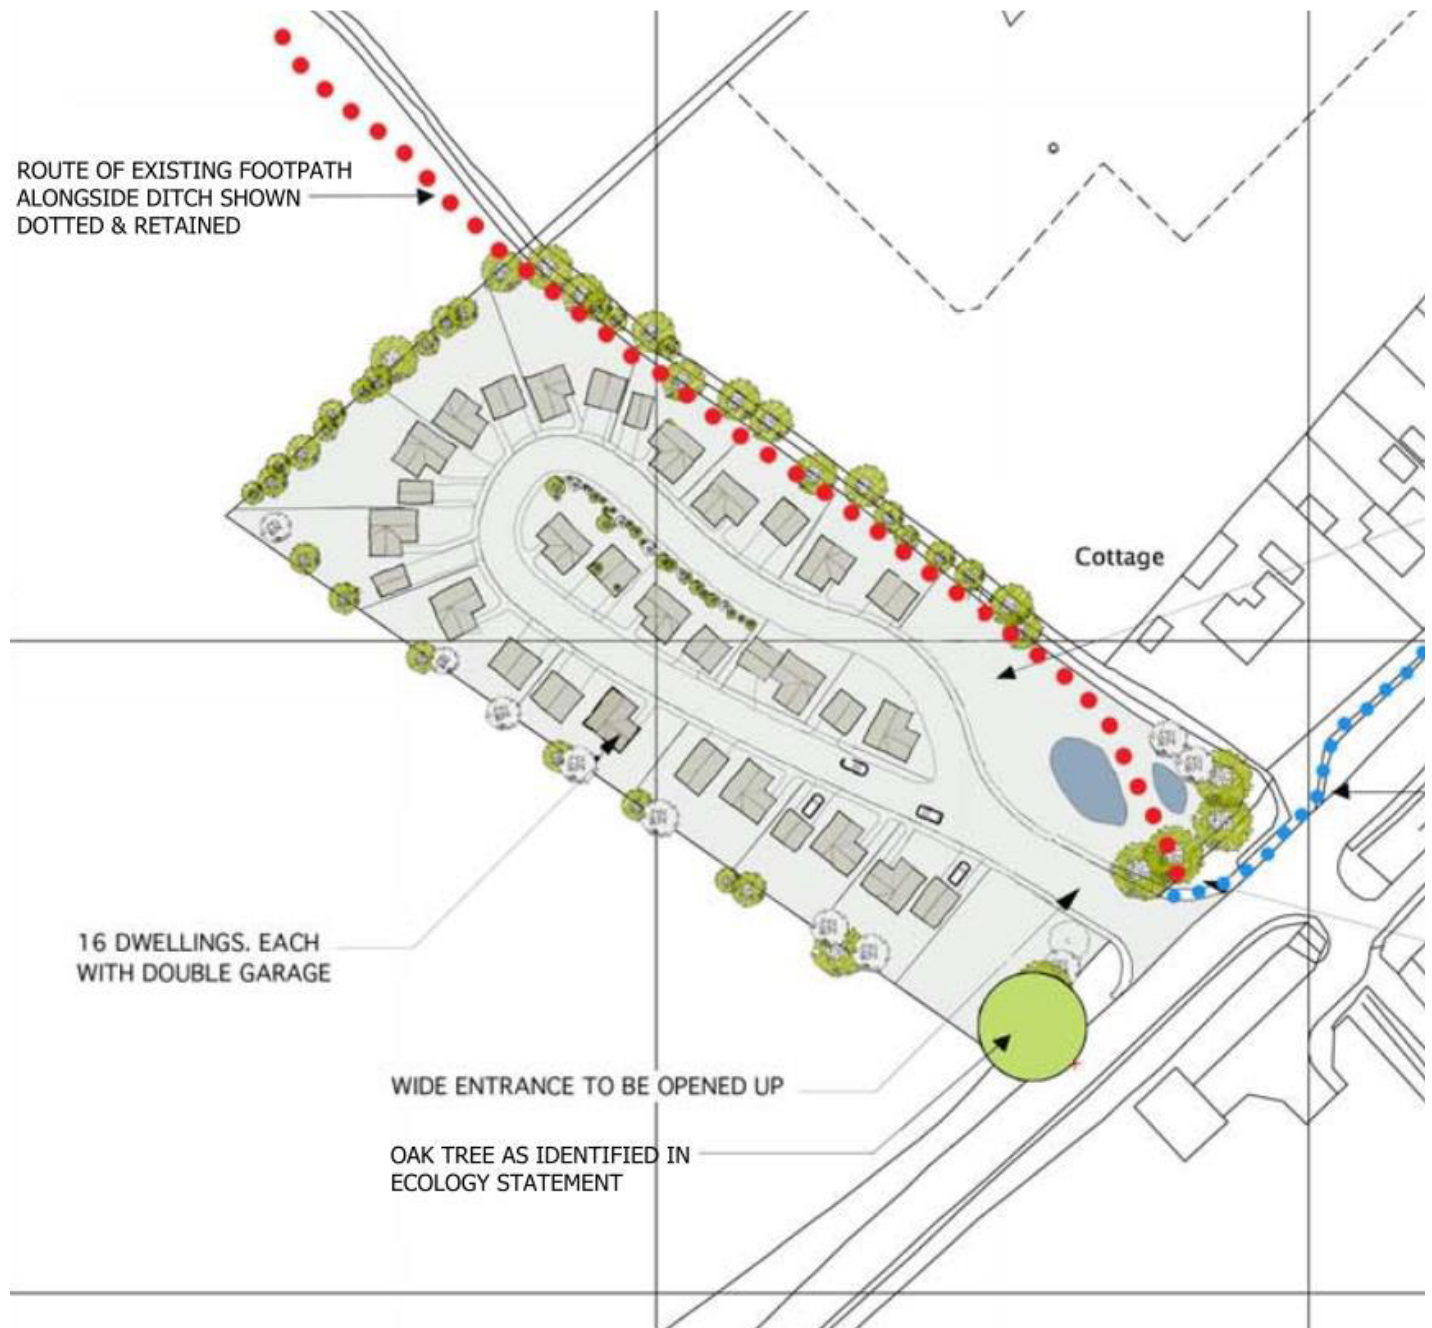 ROUTE OF EXISTING FOOTPATH
ALONGSIDE DITCH SHOWN
DOTTED & RETAINED
Cottage
16 DWELLINGS. EACH
WITH DOUBLE GARAGE
WIDE ENTRANCE TO BE OPENED UP
OAK TREE AS IDENTIFIED IN
ECOLOGY STATEMENT